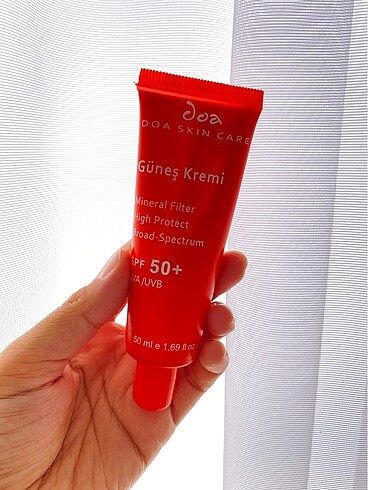 doa
DOA SKIN CARE
Güneş Kremi
Mineral Filter
High Protect
Broad-Spectrum
SPF 50+
UVA /UVB
50 ml e 1,69 fl oz